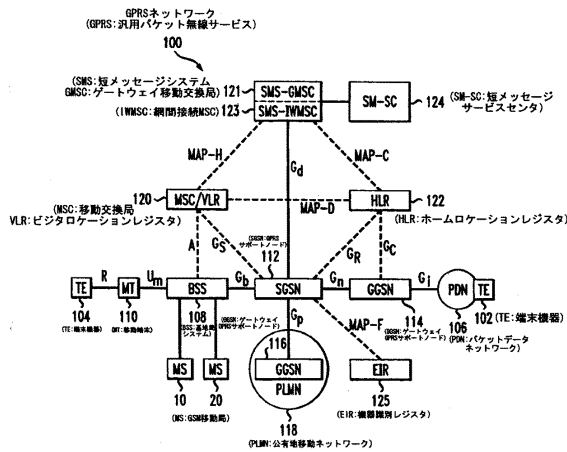 GPRSネットワーク
(GPRS:汎用パケット無線サービス)
100
(SMS:短メッセージシステム
GMSC:ゲートウェイ移動交換局)
121
SMS-GMSC
(IWMSC:網間接続MSC)
123
SMS-IWMSC
SM-SC
124
(SM-SC:短メッセージ
サービスセンタ)
MAP-H
Gd
MAP-C
120
MSC/VLR
MAP-D
HLR
122
(MSC:移動交換局
VLR:ビジタロケーションレジスタ)
(HLR:ホームロケーションレジスタ)
A
GS
(SGSN:GPRS
サポートノード)
112
GR
GC
TE
R
MT
Um
BSS
Gb
SGSN
Gn
GGSN
Gi
PDN
TE
104
(TE:端末機器)
110
(MT:移動端末)
108
(BSS:基地局
システム)
(GGSN:ゲートウェイ
GPRSサポートノード)
Gp
MAP-F
114
(GGSN:ゲートウェイ
GPRSサポートノード)
106
(PDN:パケットデータ
ネットワーク)
102
(TE:端末機器)
MS
MS
10
20
(MS:GSM移動局)
116
GGSN
PLMN
118
(PLMN:公有地移動ネットワーク)
EIR
125
(EIR:機器識別レジスタ)